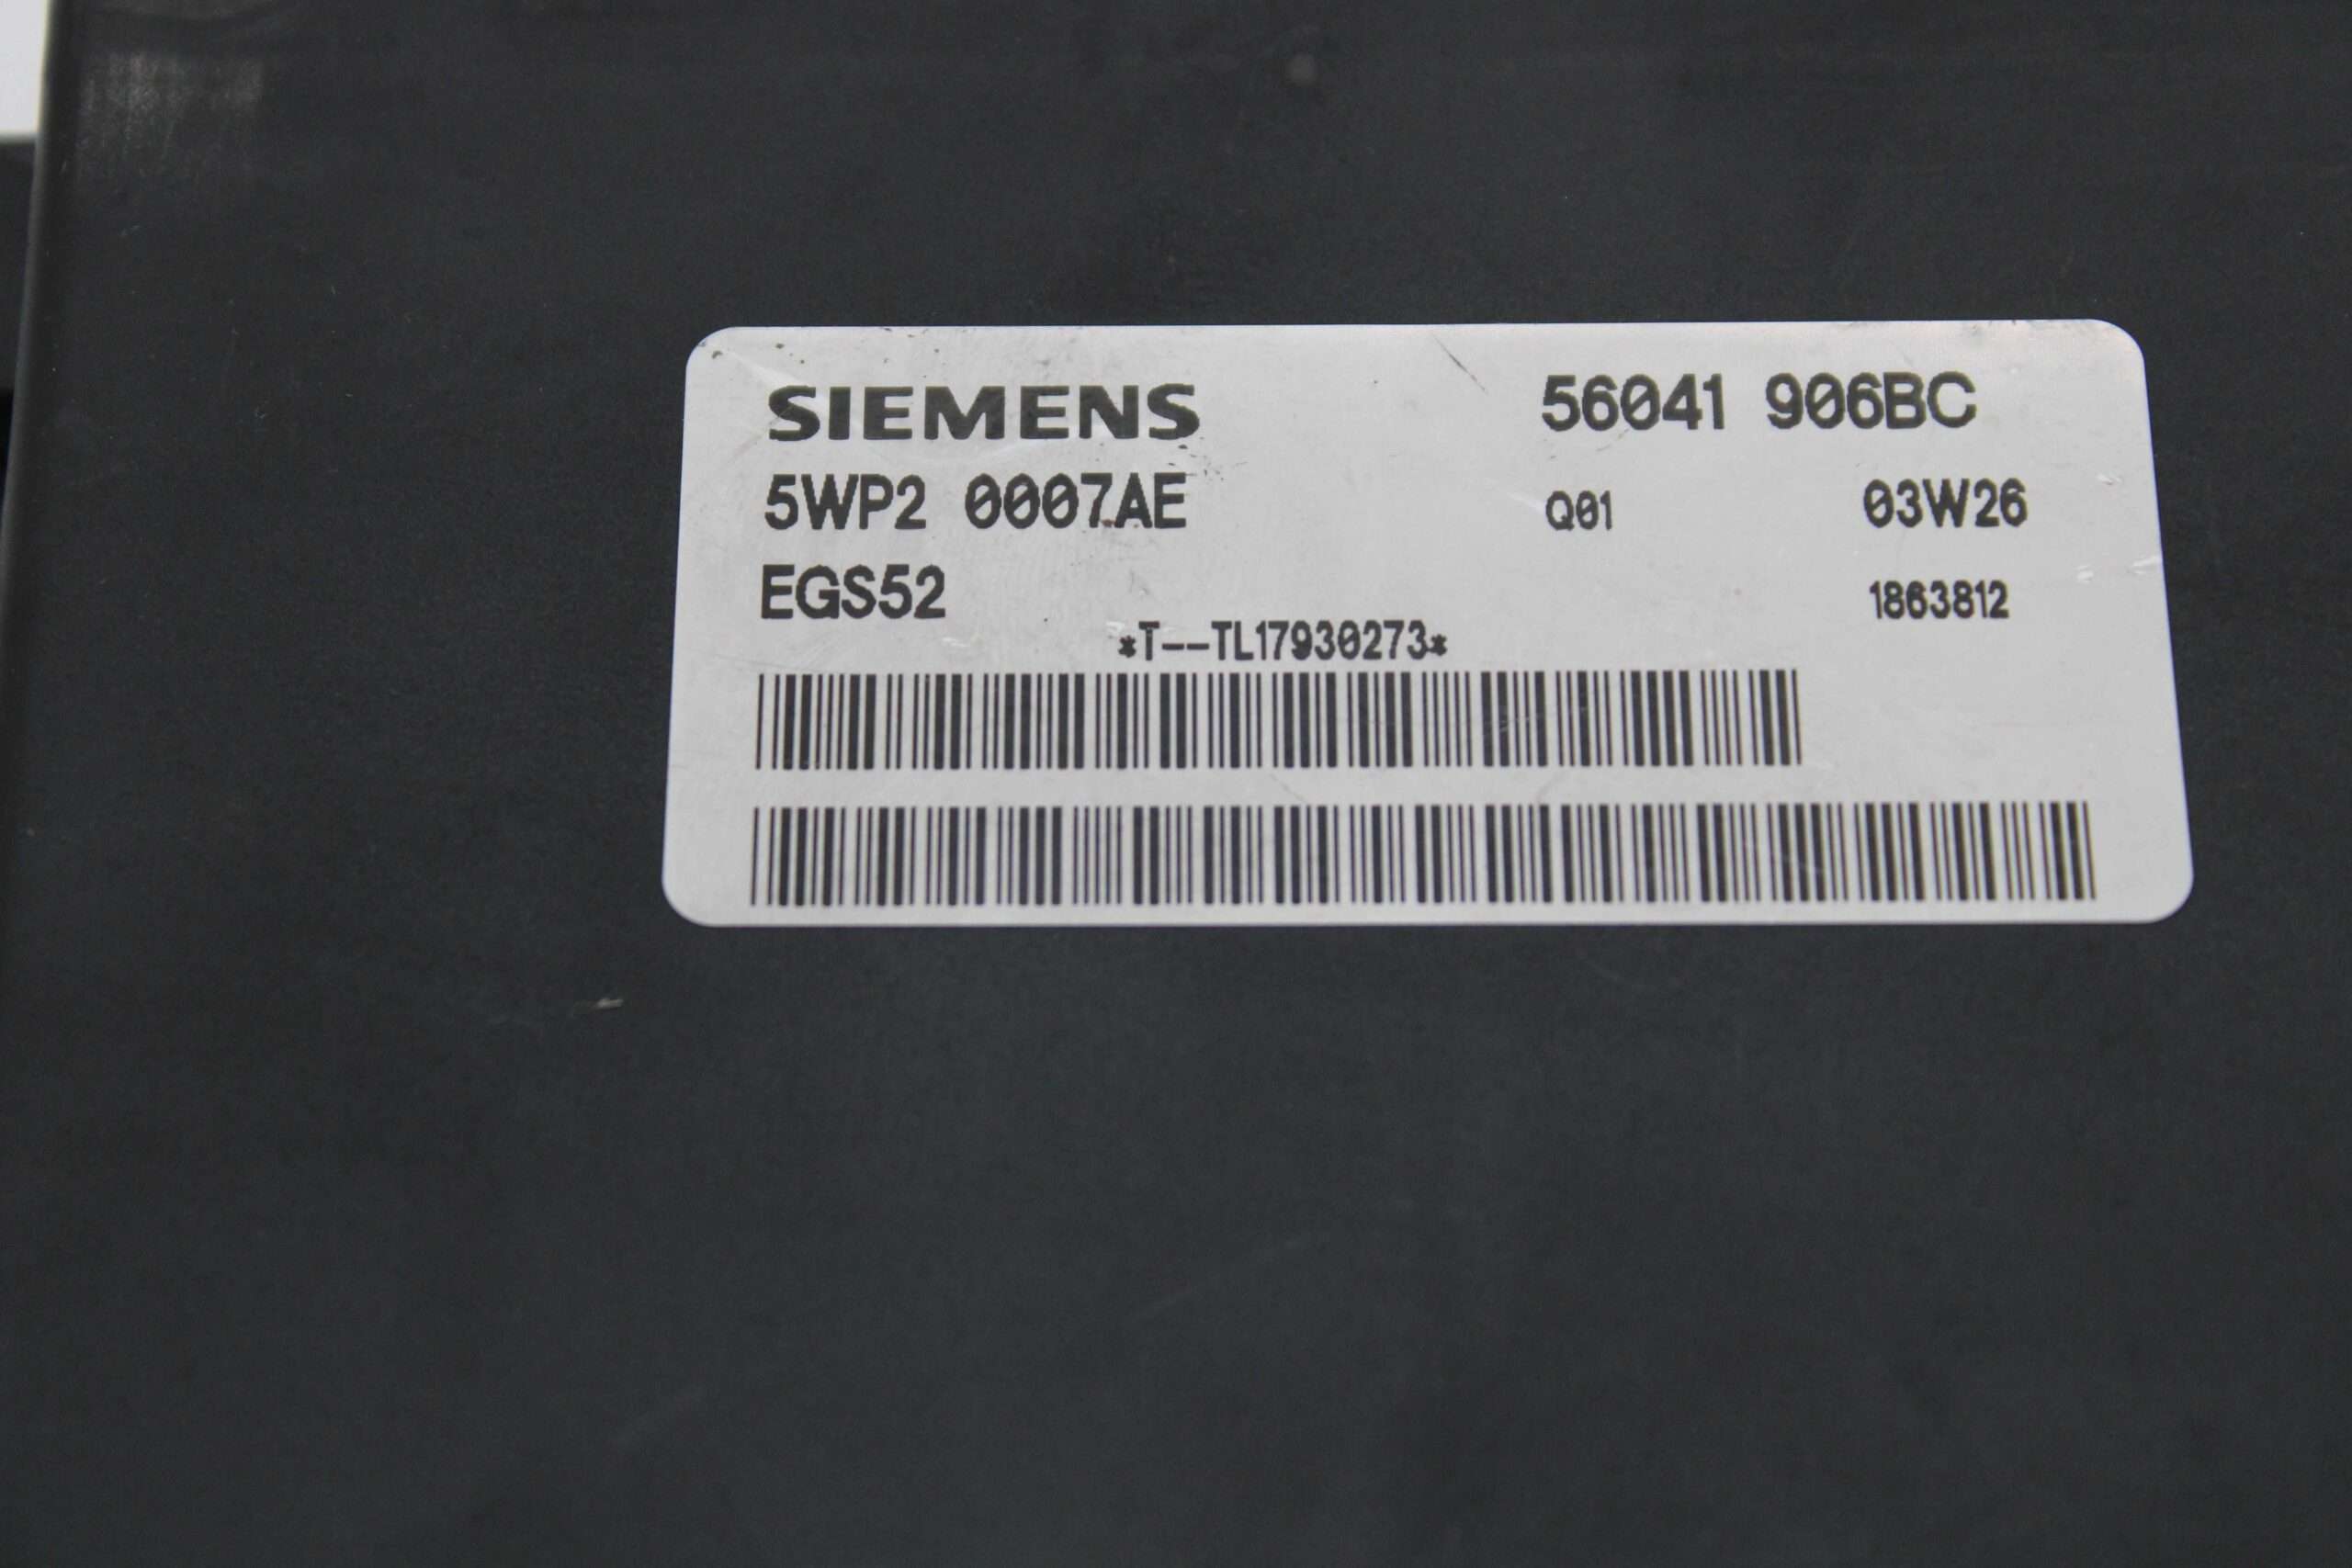 SIEMENS 56041 906BC
5WP2 0007AE Q01 03W26
EGS52 1863812
*T--TL17930273*